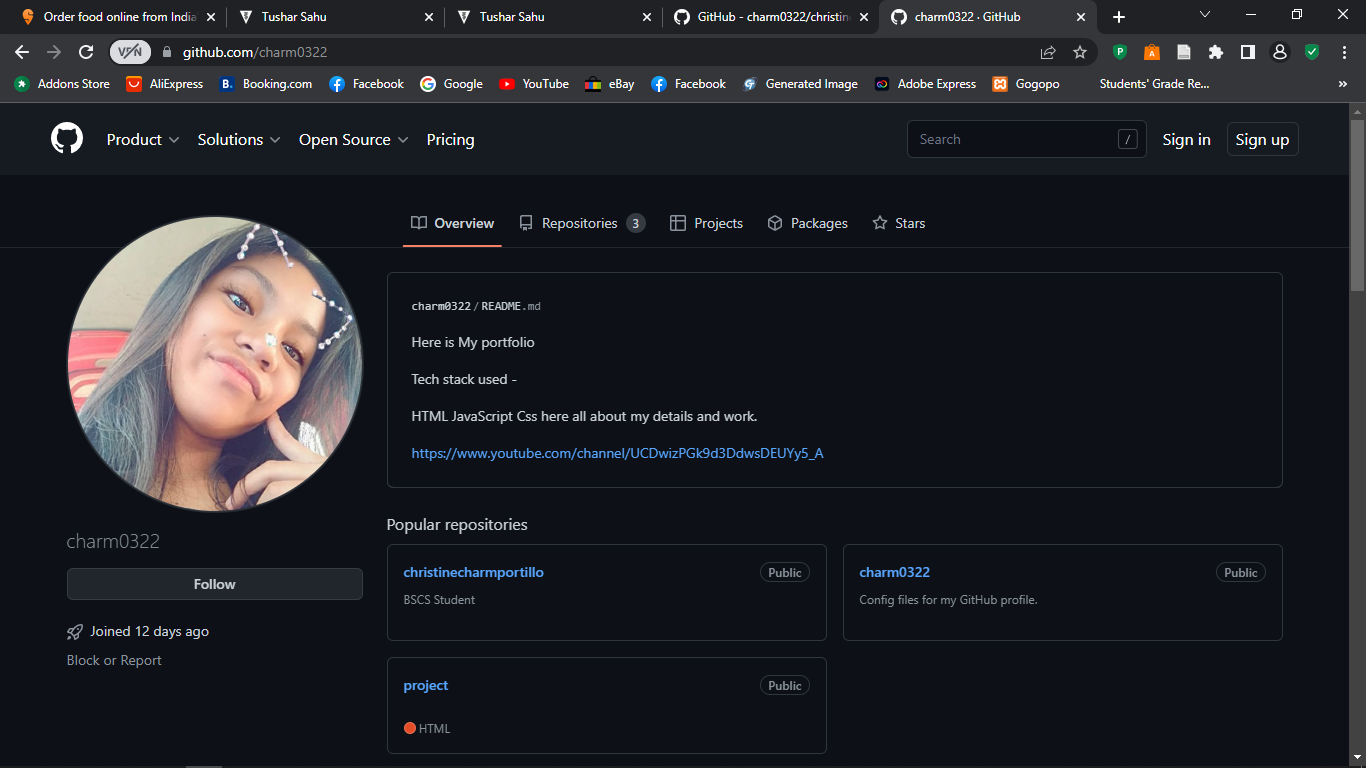 Order food online from India
Tushar Sahu
Tushar Sahu
GitHub - charm0322/christin
charm0322 · GitHub
VPN
github.com/charm0322
Addons Store
AliExpress
Booking.com
Facebook
Google
YouTube
eBay
Facebook
Generated Image
Adobe Express
Gogopo
Students' Grade Re...
»
Product
Solutions
Open Source
Pricing
Search
/
Sign in
Sign up
Overview
Repositories 3
Projects
Packages
Stars
charm0322/README.md
Here is My portfolio
Tech stack used -
HTML JavaScript Css here all about my details and work.
https://www.youtube.com/channel/UCDwizPGk9d3DdwsDEUYy5_A
charm0322
Follow
Joined 12 days ago
Block or Report
Popular repositories
christinecharmportillo
Public
BSCS Student
charm0322
Public
Config files for my GitHub profile.
project
Public
HTML